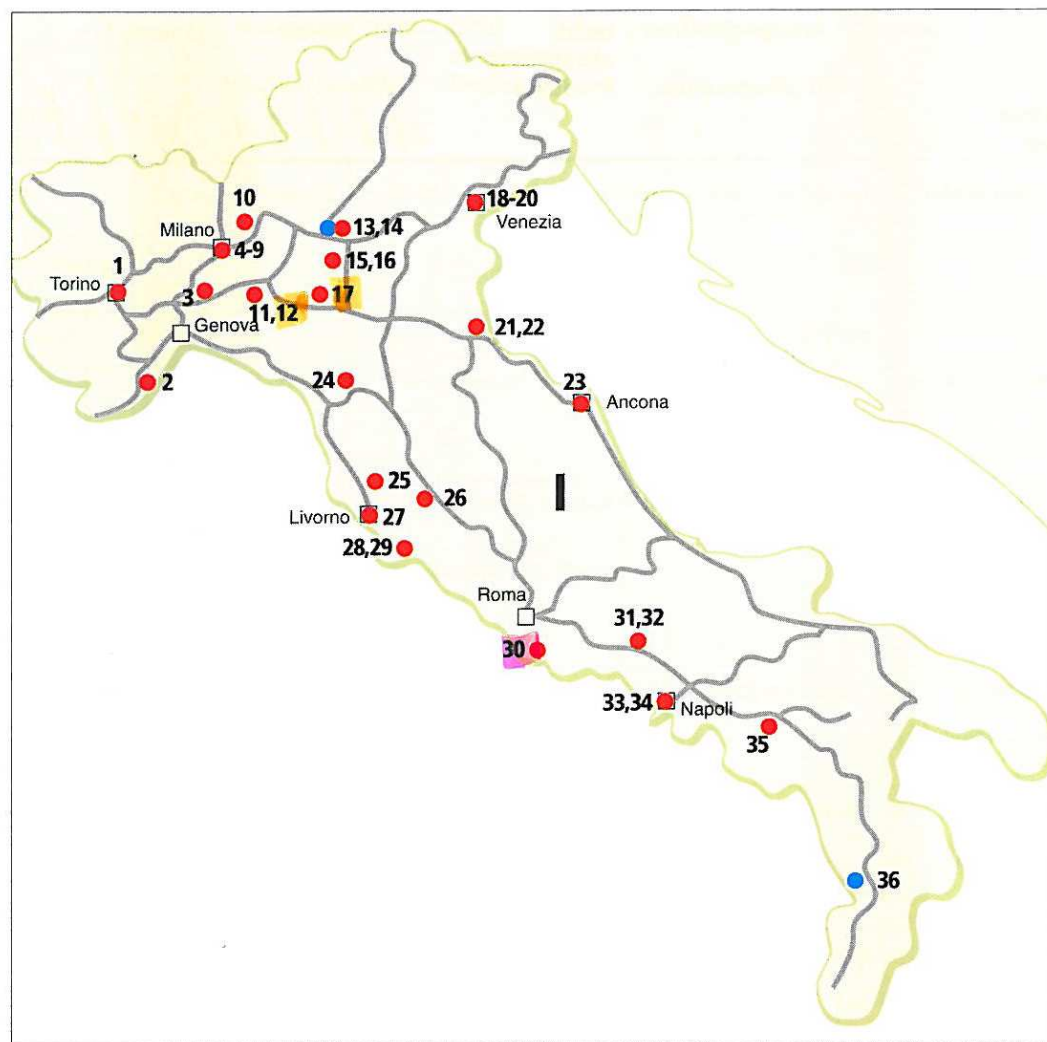 10
18-20
Venezia
Milano
13,14
4-9
15,16
1
Torino
3
11,12
17
Genova
21,22
2
24
23
Ancona
25
26
I
Livorno
27
28,29
Roma
31,32
30
33,34
Napoli
35
36